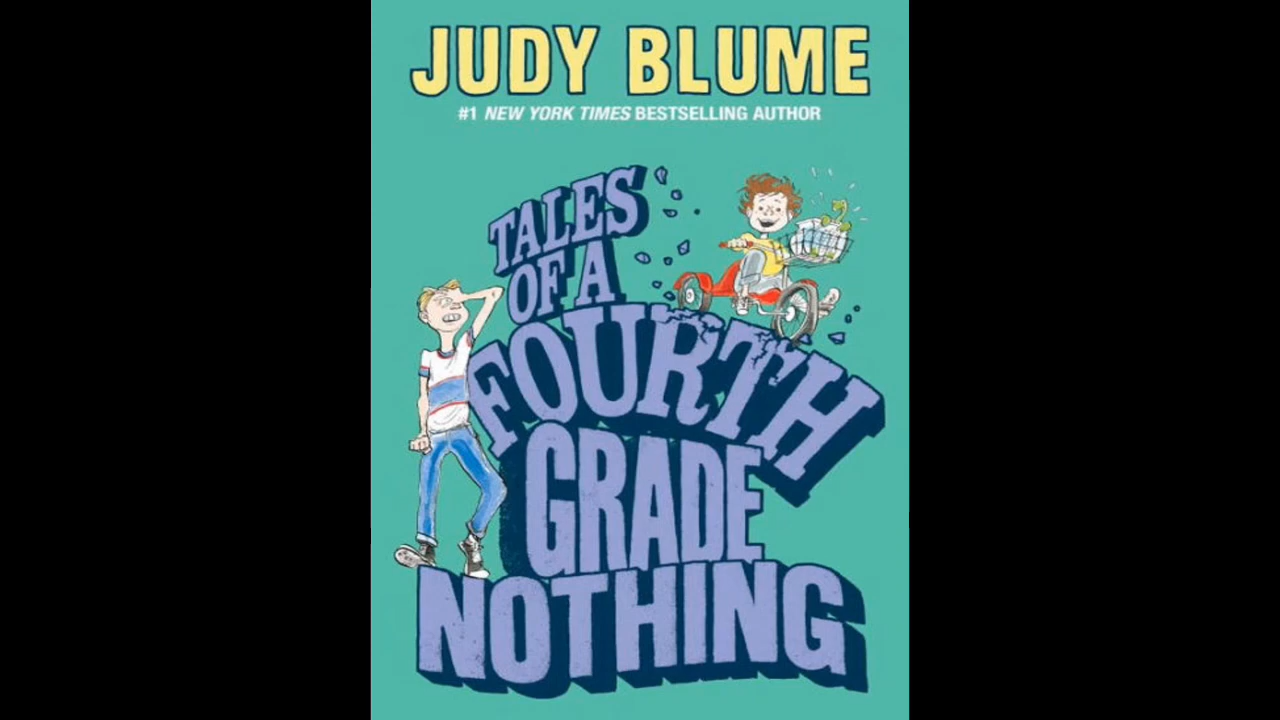 JUDY BLUME
#1 NEW YORK TIMES BESTSELLING AUTHOR
TALES
OF A
FOURTH
GRADE
NOTHING